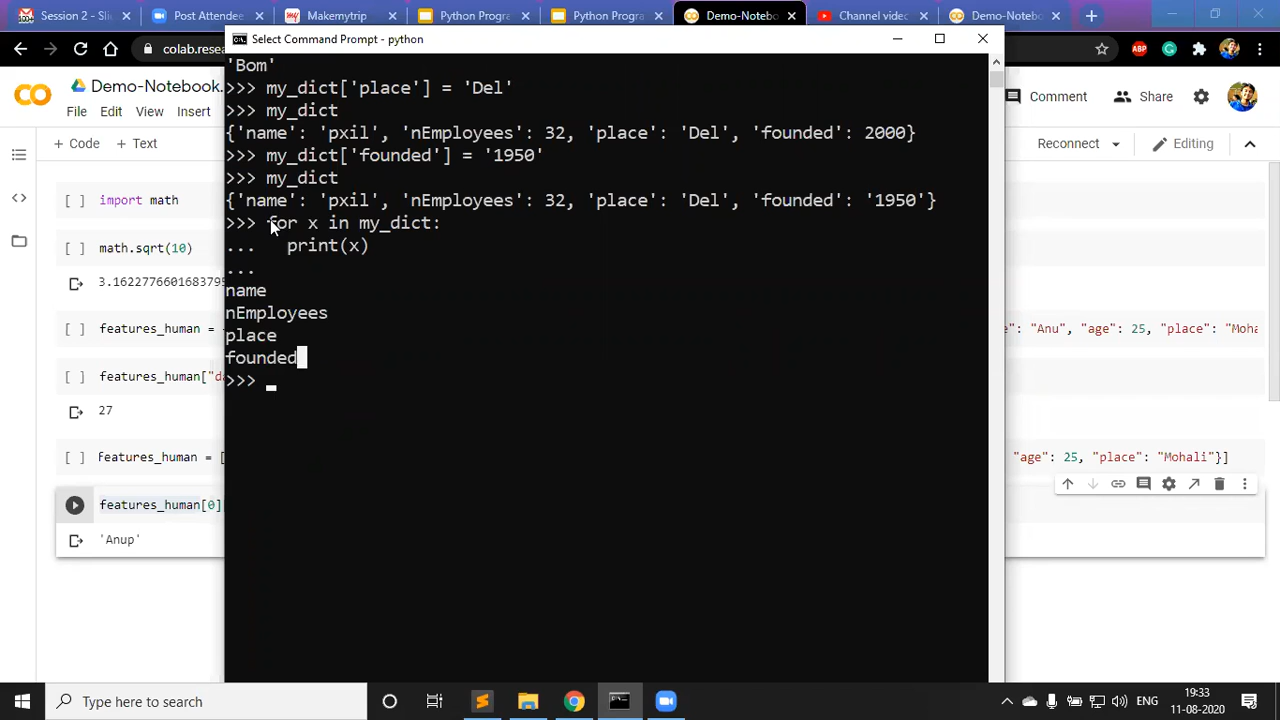 Session 2 -
Post Attendee
Makemytrip
Python Progra
Python Progra
Demo-Notebo
Channel video
Demo-Notebo
colab.resea
ABP
Select Command Prompt - python
Demo-Notebook.
File Edit
Comment
Share
+ Code + Text
Reconnect
Editing
'Bom'
>>> my_dict['place'] = 'Del'
>>> my_dict
{'name': 'pxil', 'nEmployees': 32, 'place': 'Del', 'founded': 2000}
>>> my_dict['founded'] = '1950'
>>> my_dict
{'name': 'pxil', 'nEmployees': 32, 'place': 'Del', 'founded': '1950'}
>>> for x in my_dict:
...   print(x)
...
name
nEmployees
place
founded
>>>
[ ] import math
[ ] math.sqrt(10)
3.1622776601683795
[ ] features_human =
: "Anu", "age": 25, "place": "Moha
[ ] features_human["da
27
[ ] features_human = [
"age": 25, "place": "Mohali"}]
features_human[0]
'Anup'
Type here to search
ENG
19:33
11-08-2020